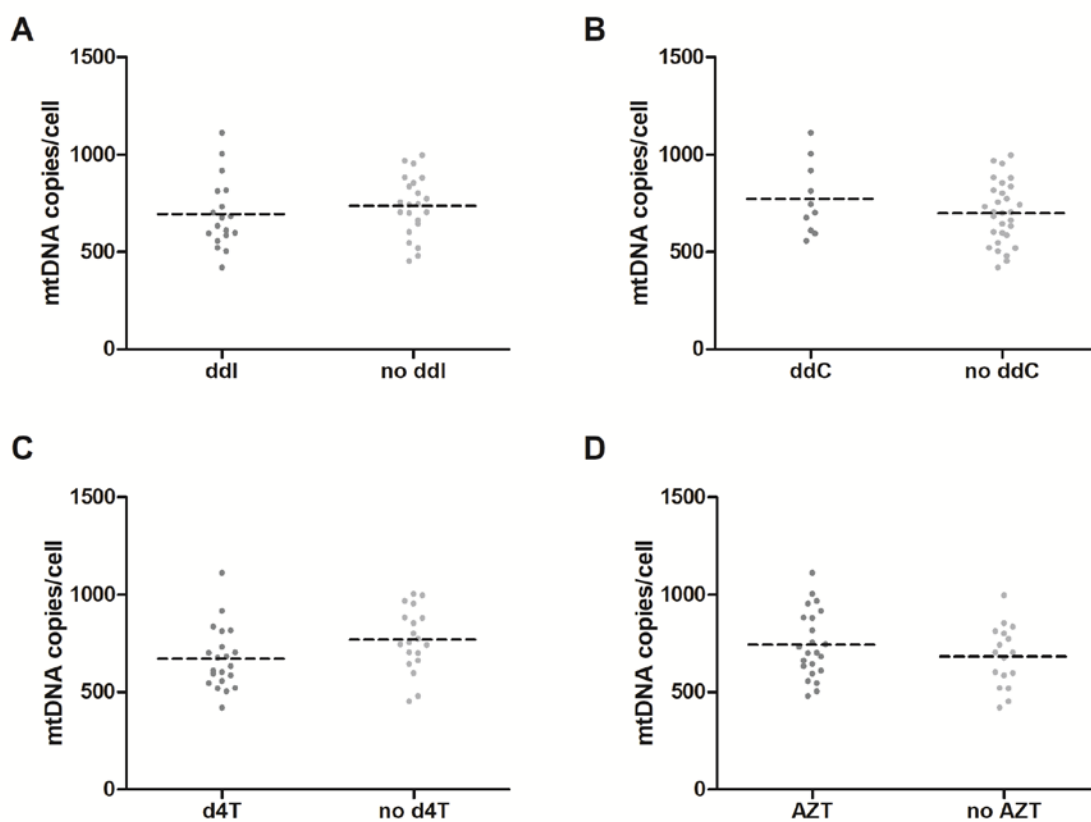 A
mtDNA copies/cell
1500
1000
500
0
ddI
no ddI
B
mtDNA copies/cell
1500
1000
500
0
ddC
no ddC
C
mtDNA copies/cell
1500
1000
500
0
d4T
no d4T
D
mtDNA copies/cell
1500
1000
500
0
AZT
no AZT